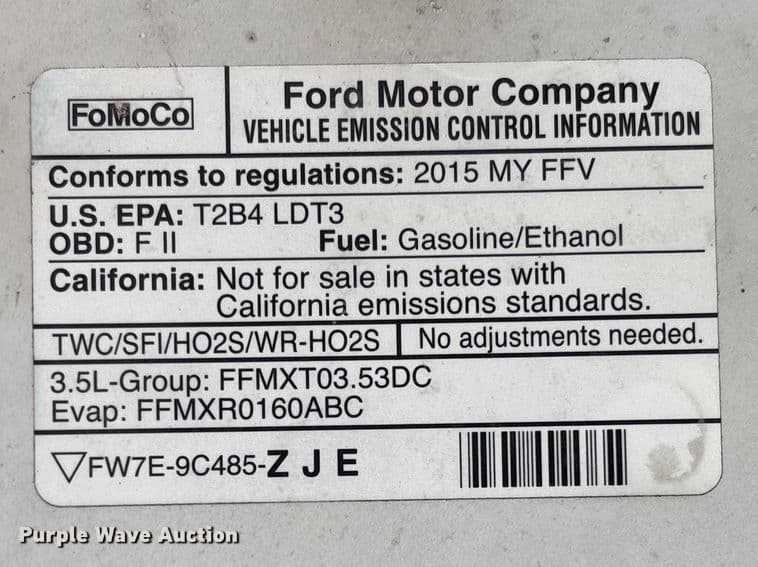 FoMoCo
Ford Motor Company
VEHICLE EMISSION CONTROL INFORMATION
Conforms to regulations: 2015 MY FFV
U.S. EPA: T2B4 LDT3
OBD: F II Fuel: Gasoline/Ethanol
California: Not for sale in states with
California emissions standards.
TWC/SFI/HO2S/WR-HO2S No adjustments needed.
3.5L-Group: FFMXT03.53DC
Evap: FFMXR0160ABC
FW7E-9C485-Z J E
Purple Wave Auction